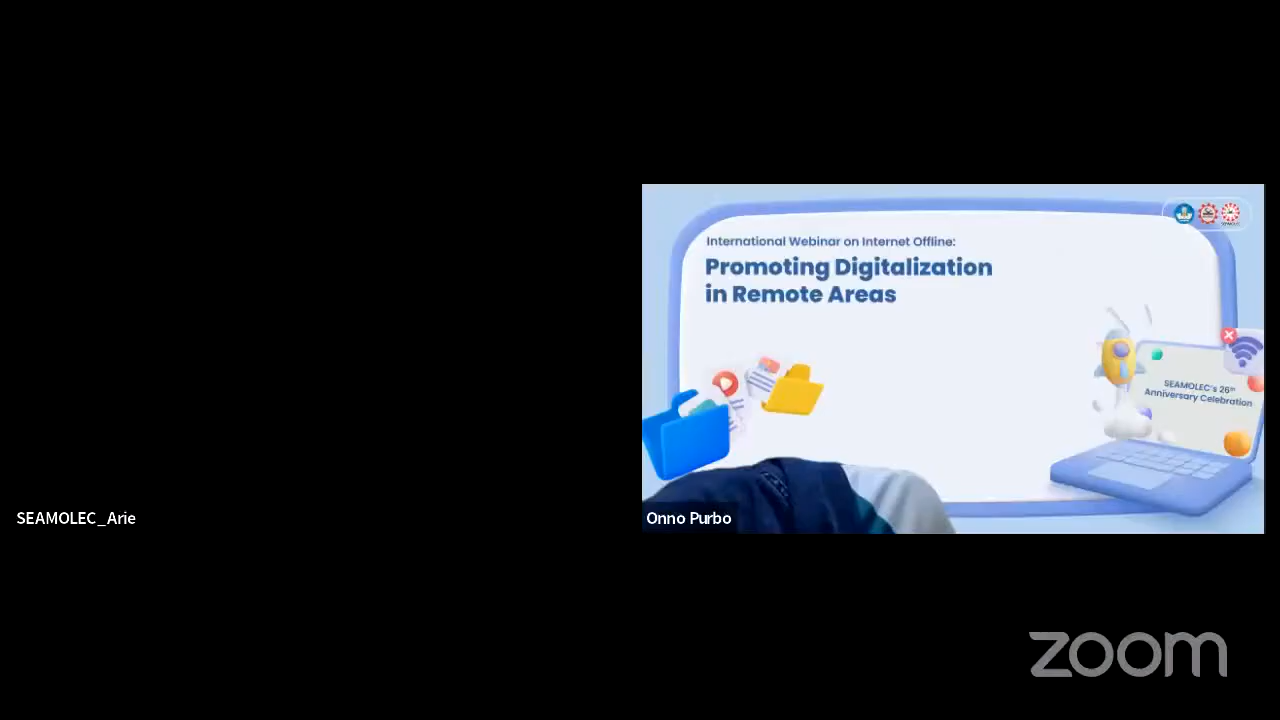 International Webinar on Internet Offline:
Promoting Digitalization
in Remote Areas
SEAMOLEC's 26th
Anniversary Celebration
SEAMOLEC_Arie
Onno Purbo
zoom